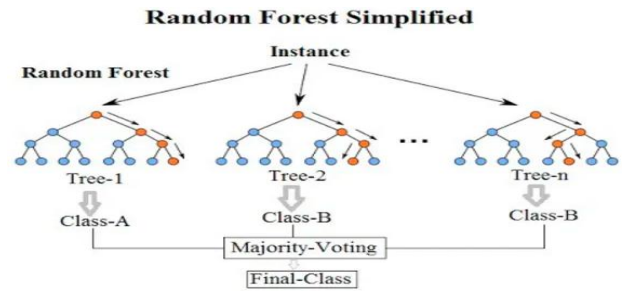 Random Forest Simplified
Instance
Random Forest
...
Tree-1 Tree-2 Tree-n
Class-A Class-B Class-B
Majority-Voting
Final-Class